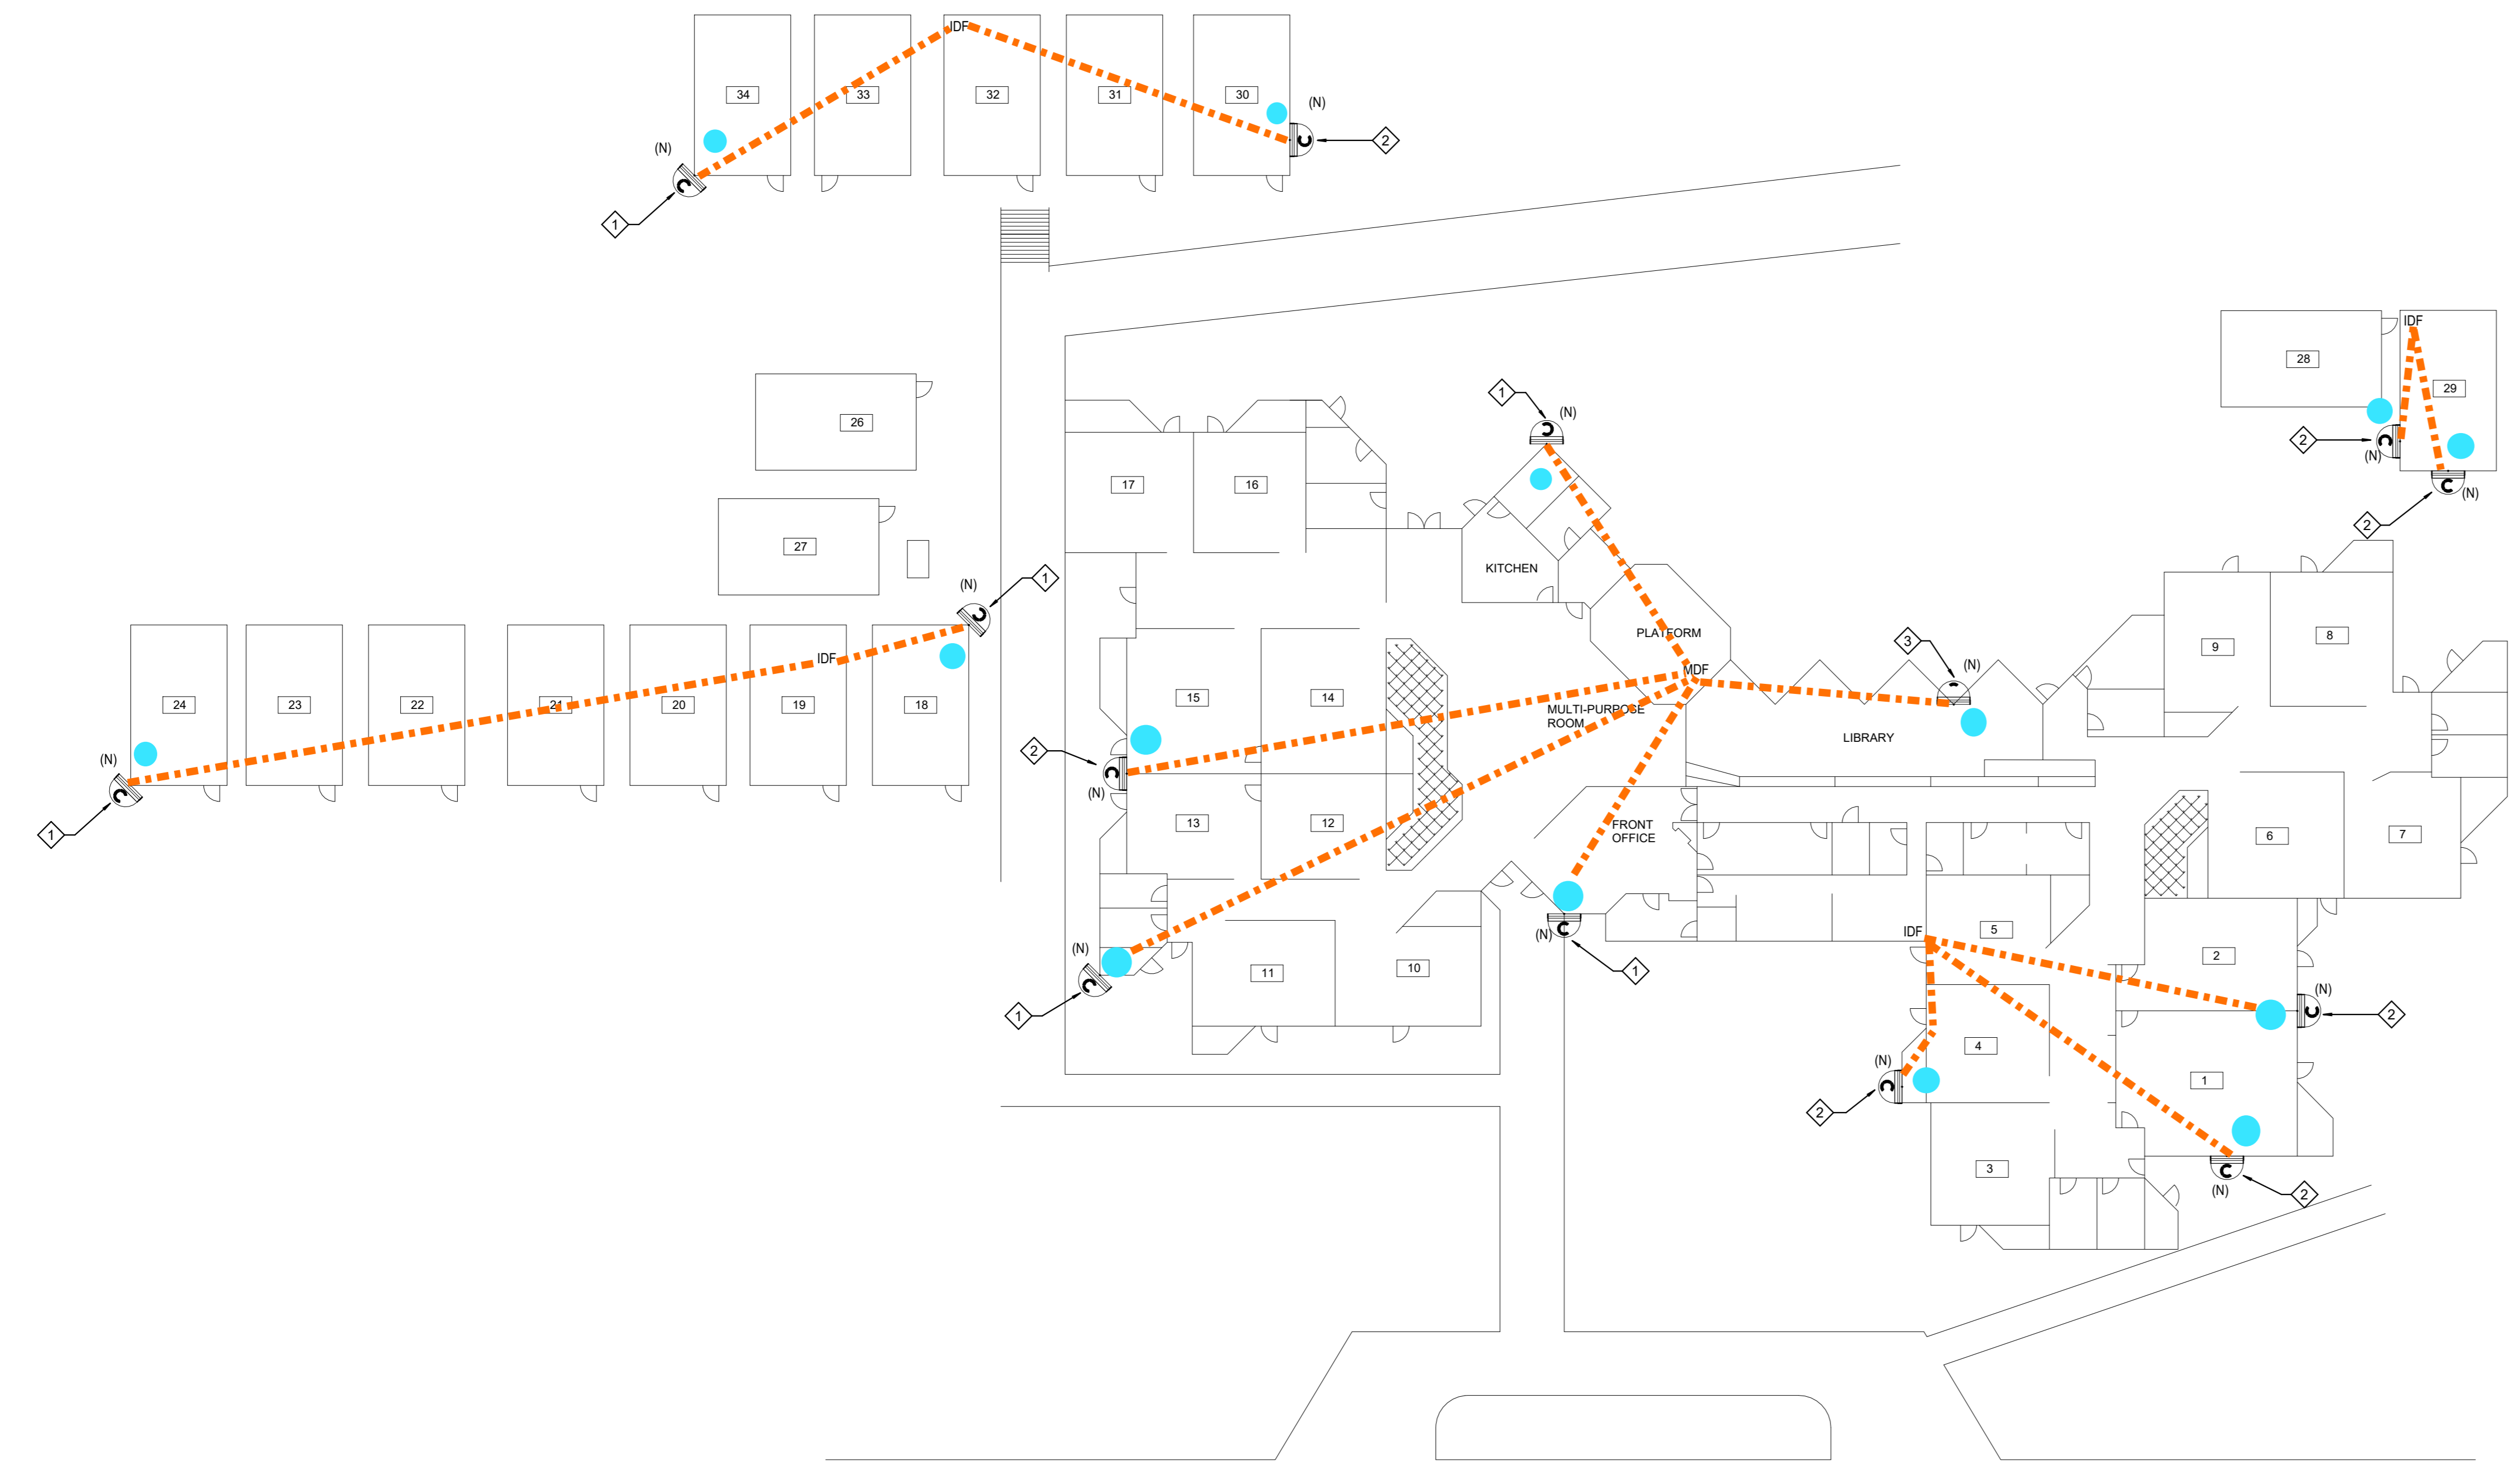 IDF
34
33
32
31
30
(N)
2
(N)
1
IDF
28
29
2
(N)
(N)
2
1
(N)
26
17
16
27
KITCHEN
1
(N)
9
8
PLATFORM
3
(N)
IDF
MDF
24
23
22
21
20
19
18
15
14
MULTI-PURPOSE
ROOM
LIBRARY
(N)
1
2
(N)
13
12
FRONT
OFFICE
6
7
(N)
1
11
10
(N)
1
IDF
5
2
(N)
2
4
1
(N)
2
3
(N)
2